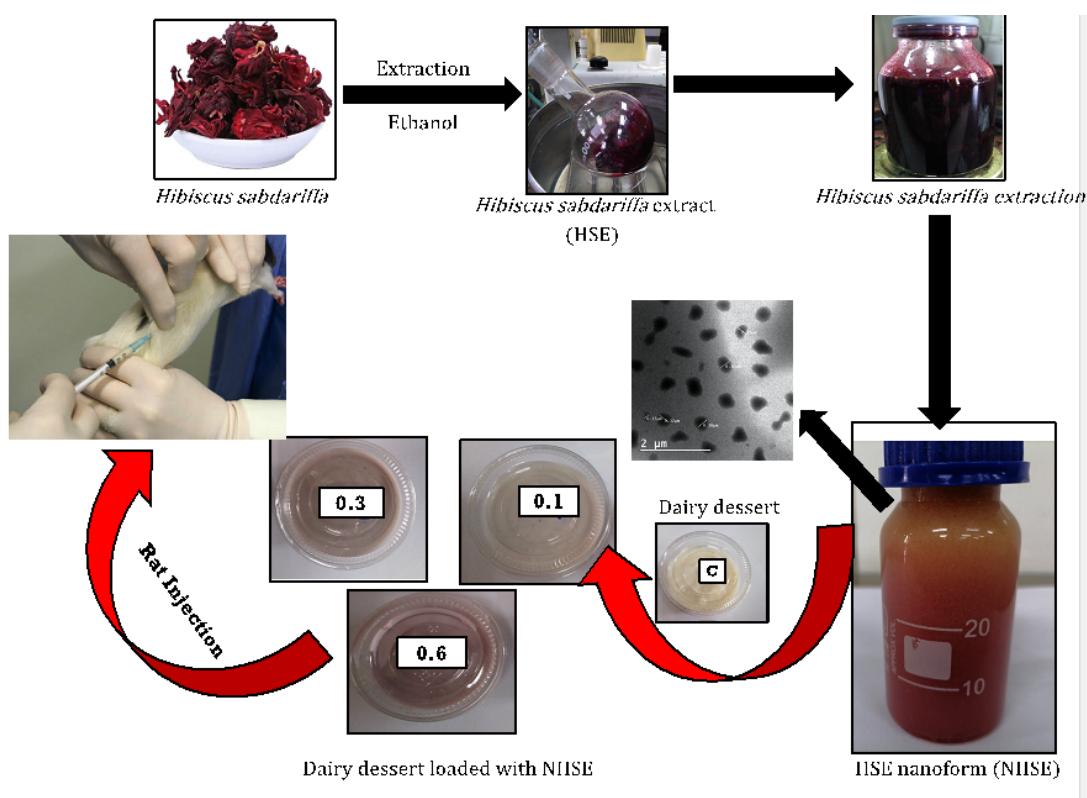 Extraction
Ethanol
Hibiscus sabdariffa
Hibiscus sabdariffa extract
(HSE)
Hibiscus sabdariffa extraction
2 µm
Dairy dessert
C
0.3
0.1
0.6
20
10
Rat Injection
Dairy dessert loaded with NHSE
HSE nanoform (NHSE)